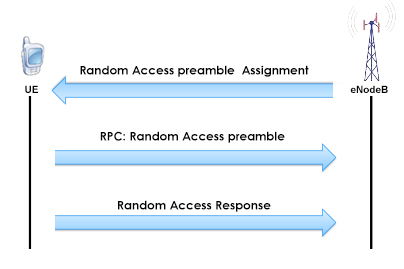 Random Access preamble Assignment
UE
eNodeB
RPC: Random Access preamble
Random Access Response